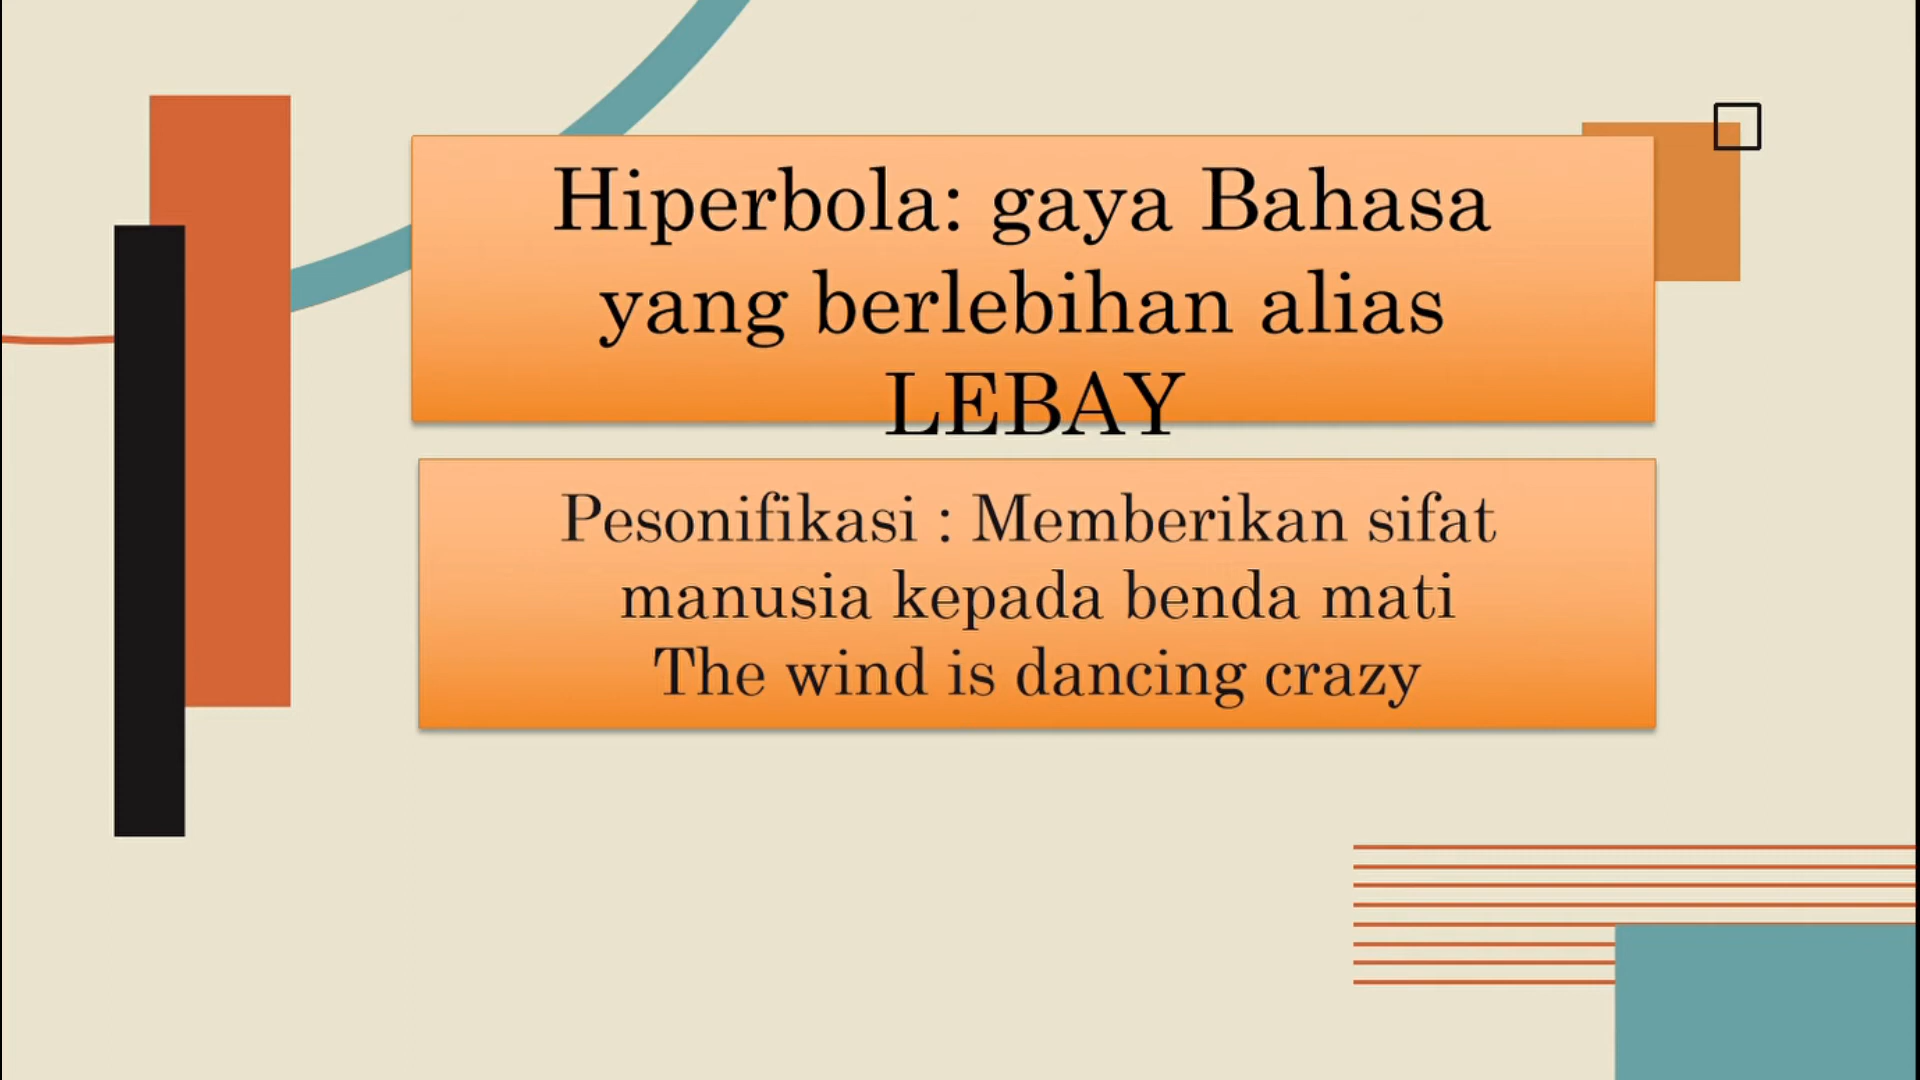 Hiperbola: gaya Bahasa
yang berlebihan alias
LEBAY
Pesonifikasi : Memberikan sifat
manusia kepada benda mati
The wind is dancing crazy